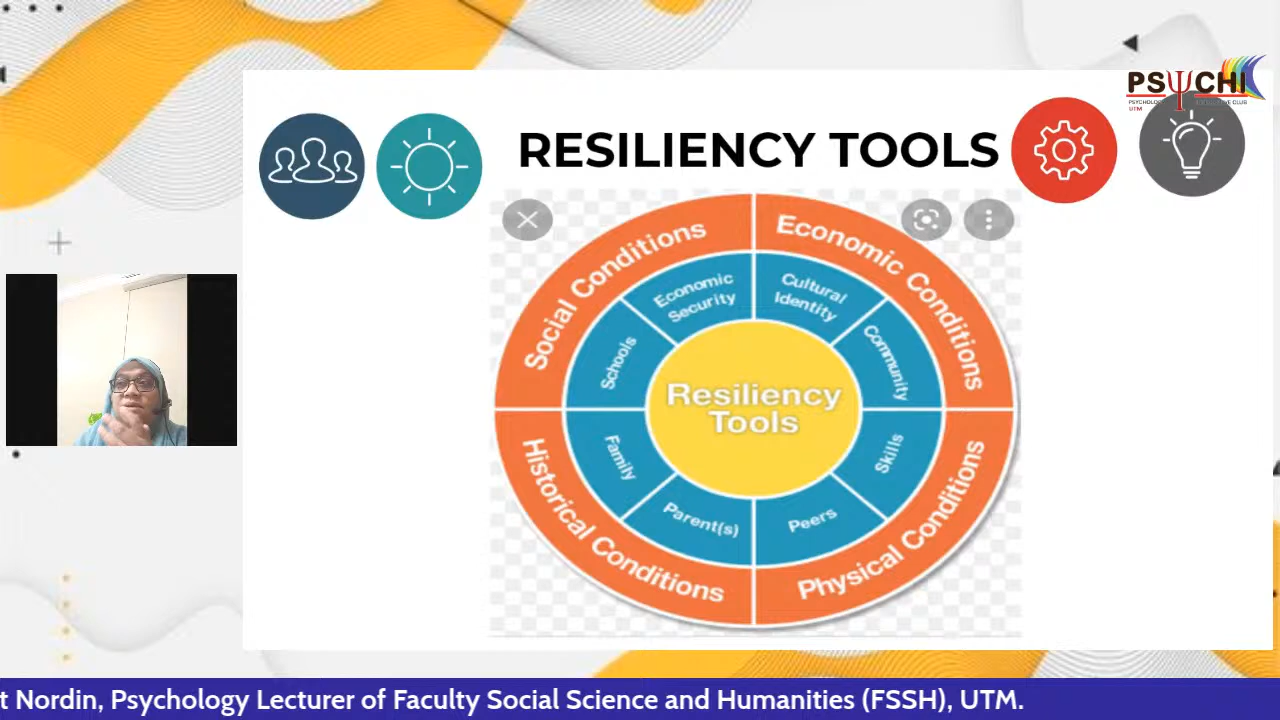 PSYCHI
UTM
RESILIENCY TOOLS
Social Conditions
Economic Conditions
Economic
Security
Cultural
Identity
Schools
Community
Resiliency
Tools
Family
Skills
Parent(s)
Peers
Historical Conditions
Physical Conditions
t Nordin, Psychology Lecturer of Faculty Social Science and Humanities (FSSH), UTM.